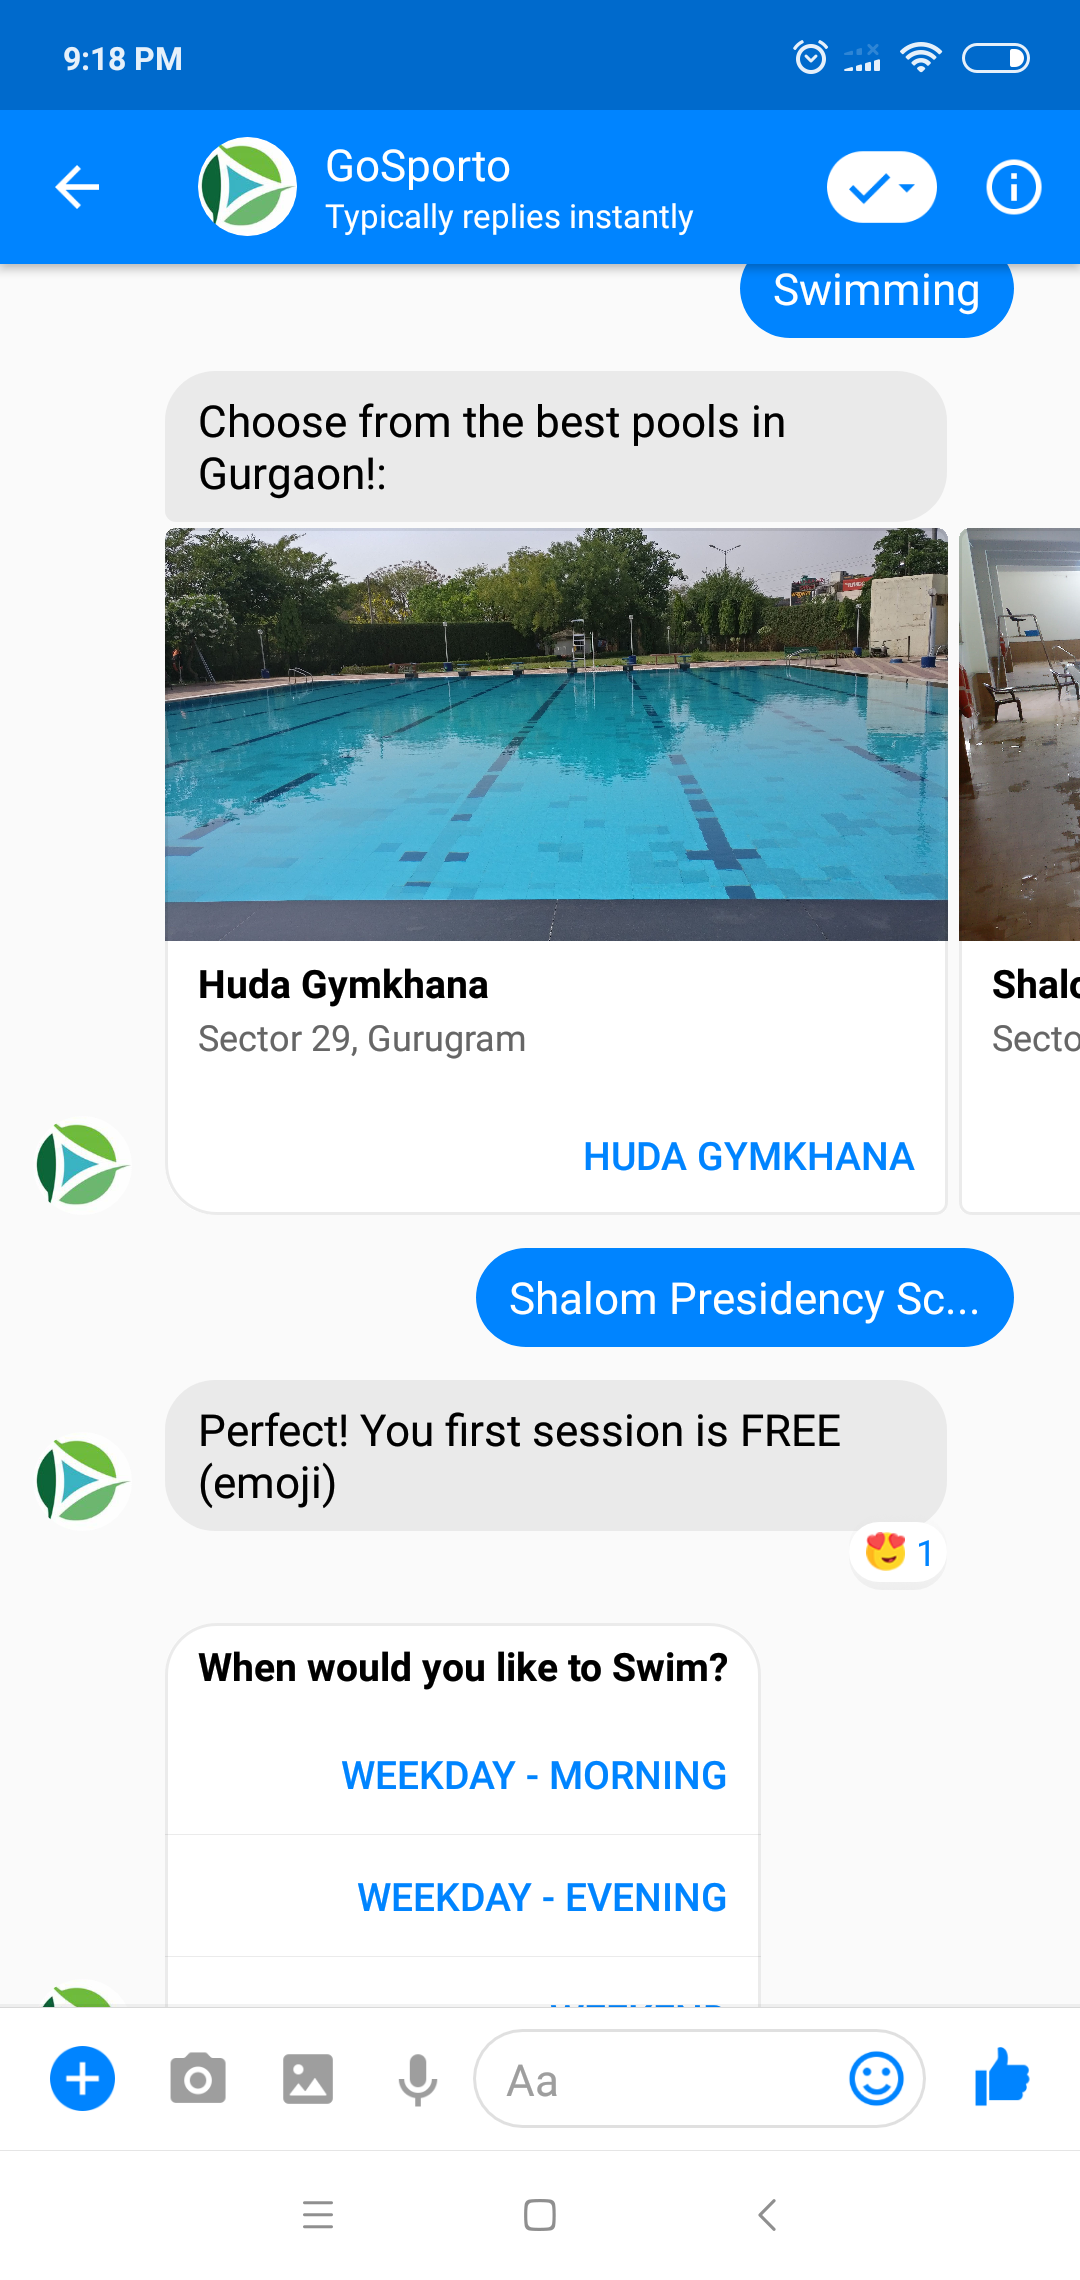 9:18 PM
GoSporto
Typically replies instantly
Swimming
Choose from the best pools in
Gurgaon!:
Huda Gymkhana
Sector 29, Gurugram
HUDA GYMKHANA
Shalo
Secto
Shalom Presidency Sc...
Perfect! You first session is FREE
(emoji)
1
When would you like to Swim?
WEEKDAY - MORNING
WEEKDAY - EVENING
Aa